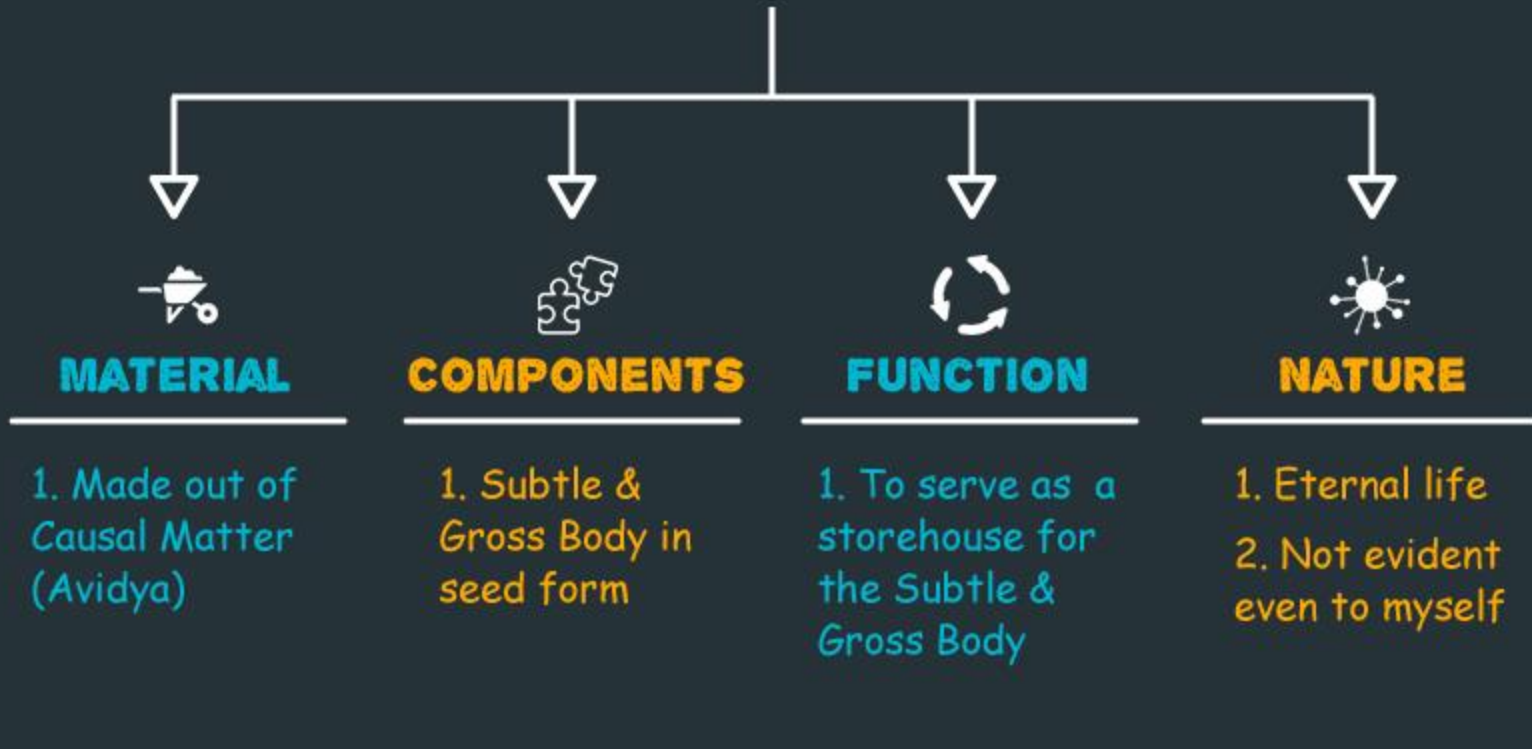 MATERIAL
1. Made out of
Causal Matter
(Avidya)
COMPONENTS
1. Subtle &
Gross Body in
seed form
FUNCTION
1. To serve as a
storehouse for
the Subtle &
Gross Body
NATURE
1. Eternal life
2. Not evident
even to myself